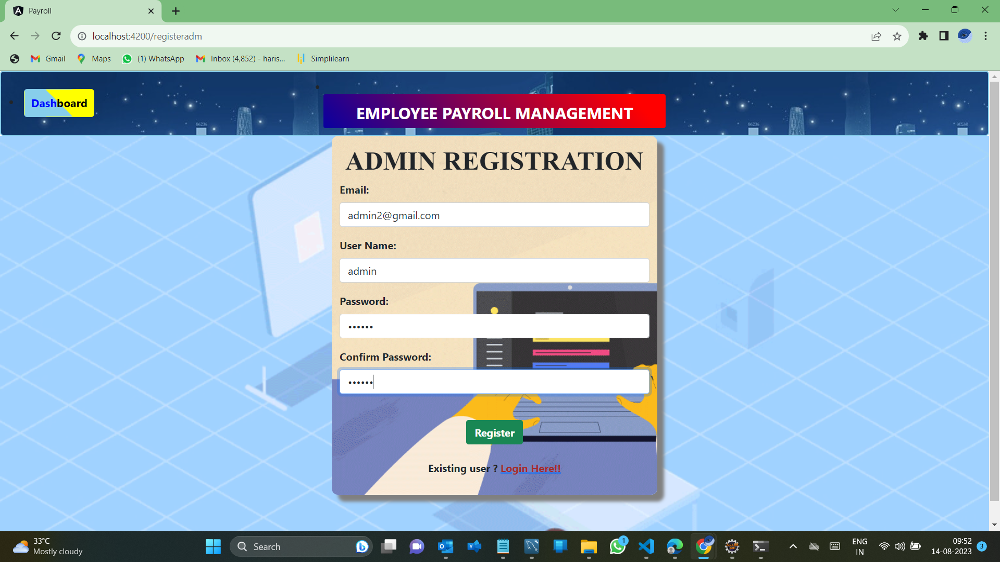 Payroll
localhost:4200/registeradm
Gmail
Maps
(1) WhatsApp
Inbox (4,852) - haris...
Simplilearn
Dashboard
EMPLOYEE PAYROLL MANAGEMENT
ADMIN REGISTRATION
Email:
admin2@gmail.com
User Name:
admin
Password:
••••••
Confirm Password:
••••••
Register
Existing user ? Login Here!!
33°C
Mostly cloudy
Search
1
ENG
IN
09:52
14-08-2023
3